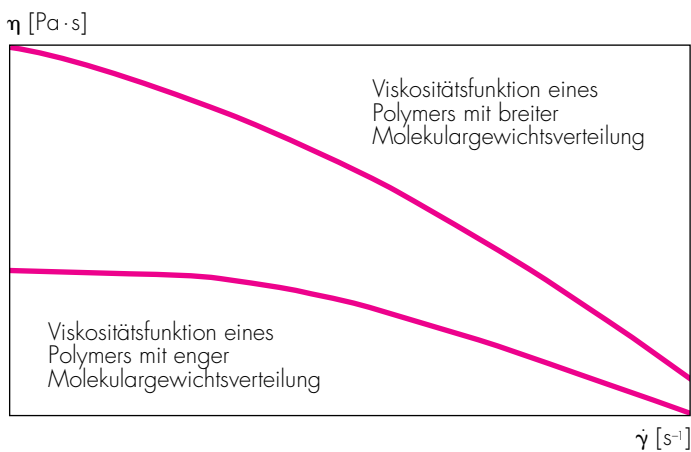 η [Pa·s]
Viskositätsfunktion eines
Polymers mit breiter
Molekulargewichtsverteilung
Viskositätsfunktion eines
Polymers mit enger
Molekulargewichtsverteilung
γ̇ [s⁻¹]